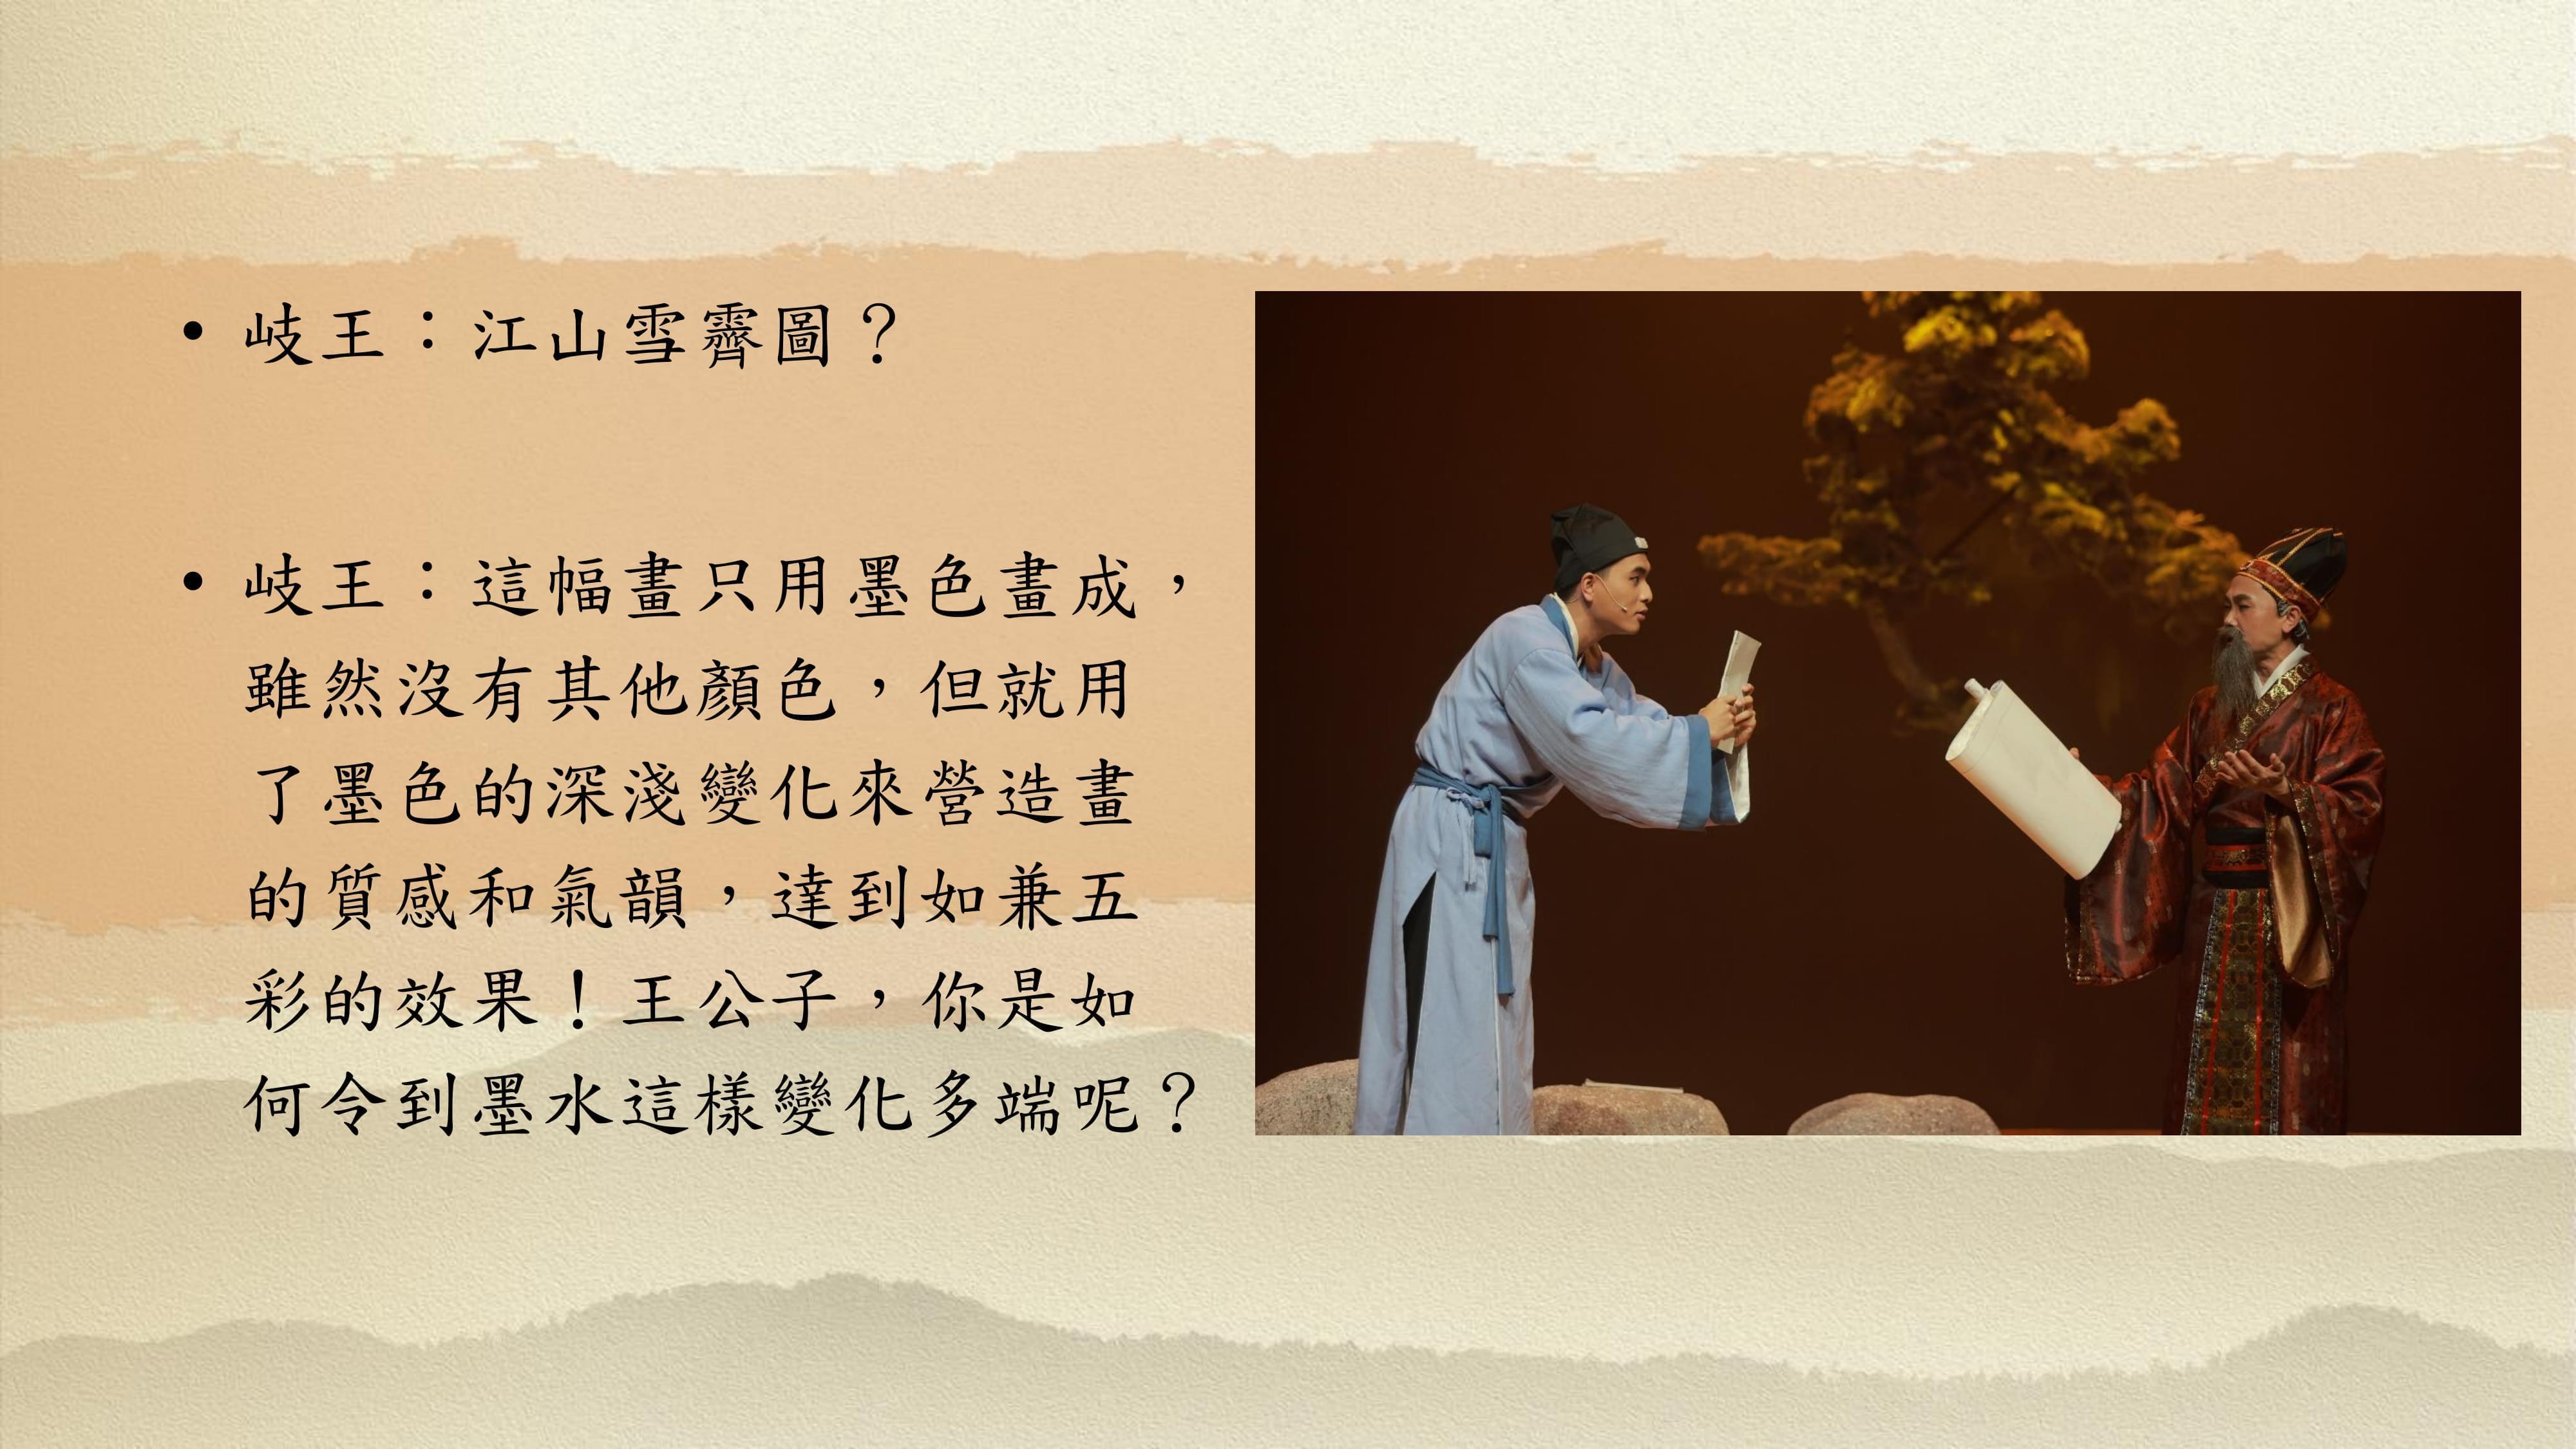 • 岐王：江山雪霽圖？
• 岐王：這幅畫只用墨色畫成，
雖然沒有其他顏色，但就用
了墨色的深淺變化來營造畫
的質感和氣韻，達到如兼五
彩的效果！王公子，你是如
何令到墨水這樣變化多端呢？